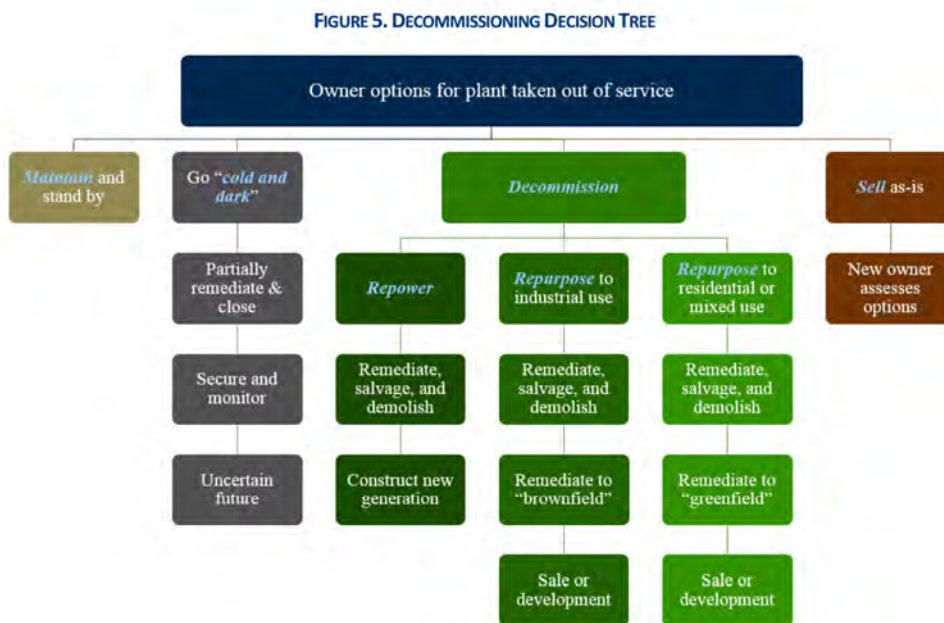 FIGURE 5. DECOMMISSIONING DECISION TREE
Owner options for plant taken out of service
Maintain and
stand by
Go “cold and
dark”
Decommission
Sell as-is
Partially
remediate &
close
Repower
Repurpose to
industrial use
Repurpose to
residential or
mixed use
New owner
assesses
options
Secure and
monitor
Remediate,
salvage, and
demolish
Remediate,
salvage, and
demolish
Remediate,
salvage, and
demolish
Uncertain
future
Construct new
generation
Remediate to
“brownfield”
Remediate to
“greenfield”
Sale or
development
Sale or
development